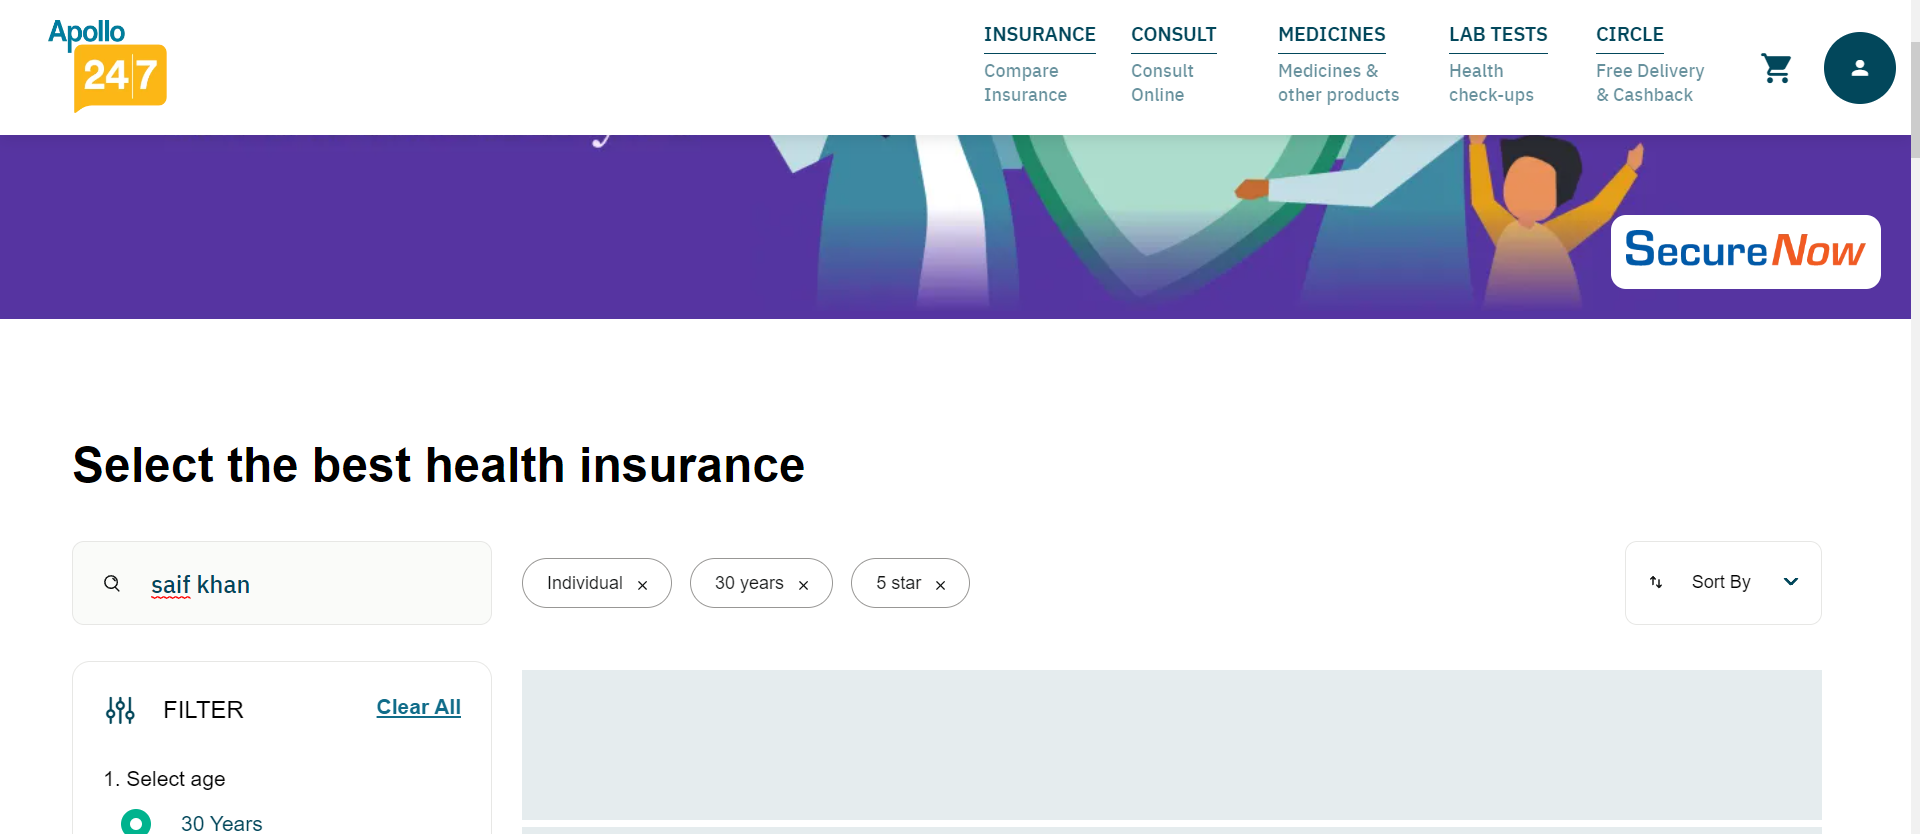 Apollo
24|7
INSURANCE
Compare
Insurance
CONSULT
Consult
Online
MEDICINES
Medicines &
other products
LAB TESTS
Health
check-ups
CIRCLE
Free Delivery
& Cashback
SecureNow
Select the best health insurance
saif khan
Individual ×
30 years ×
5 star ×
Sort By
FILTER
Clear All
1. Select age
30 Years